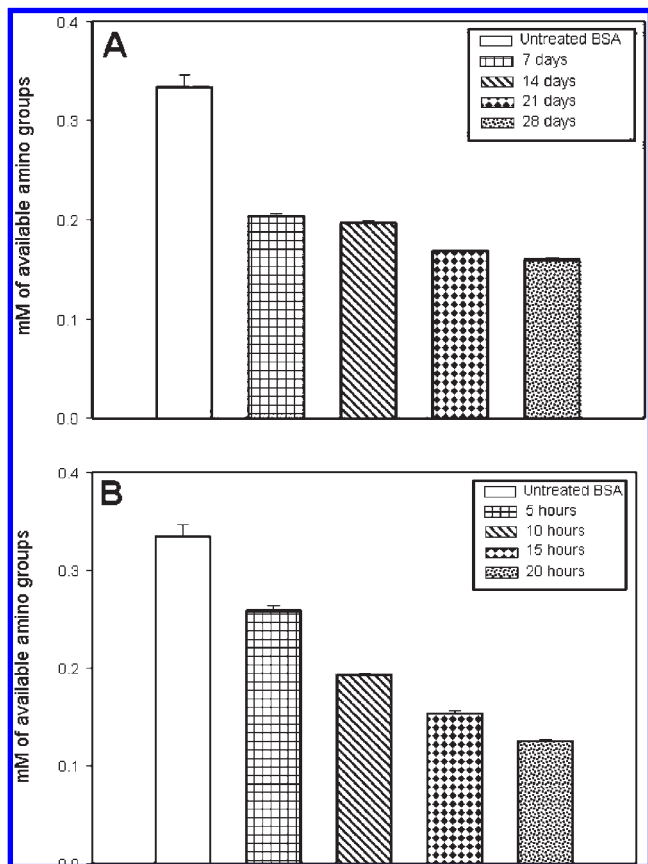 A
0.4
0.3
0.2
0.1
0.0
mM of available amino groups
Untreated BSA
7 days
14 days
21 days
28 days
B
0.4
0.3
0.2
0.1
0.0
mM of available amino groups
Untreated BSA
5 hours
10 hours
15 hours
20 hours